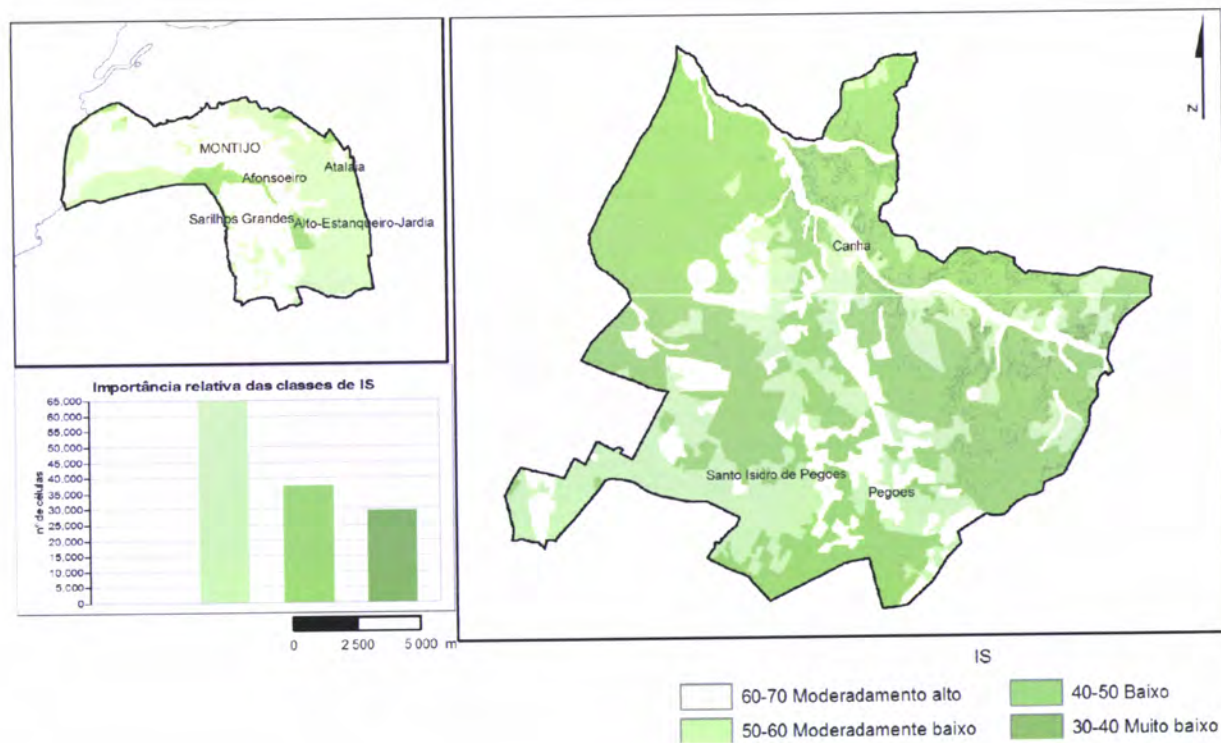 MONTIJO
Atalaia
Afonsoeiro
Sarilhos Grandes
Alto-Estanqueiro-Jardia
N
Canha
Santo Isidro de Pegoes
Pegoes
Importância relativa das classes de IS
nº de células
65.000
60.000
55.000
50.000
45.000
40.000
35.000
30.000
25.000
20.000
15.000
10.000
5.000
0
0 2 500 5 000 m
IS
60-70 Moderadamento alto
40-50 Baixo
50-60 Moderadamente baixo
30-40 Muito baixo